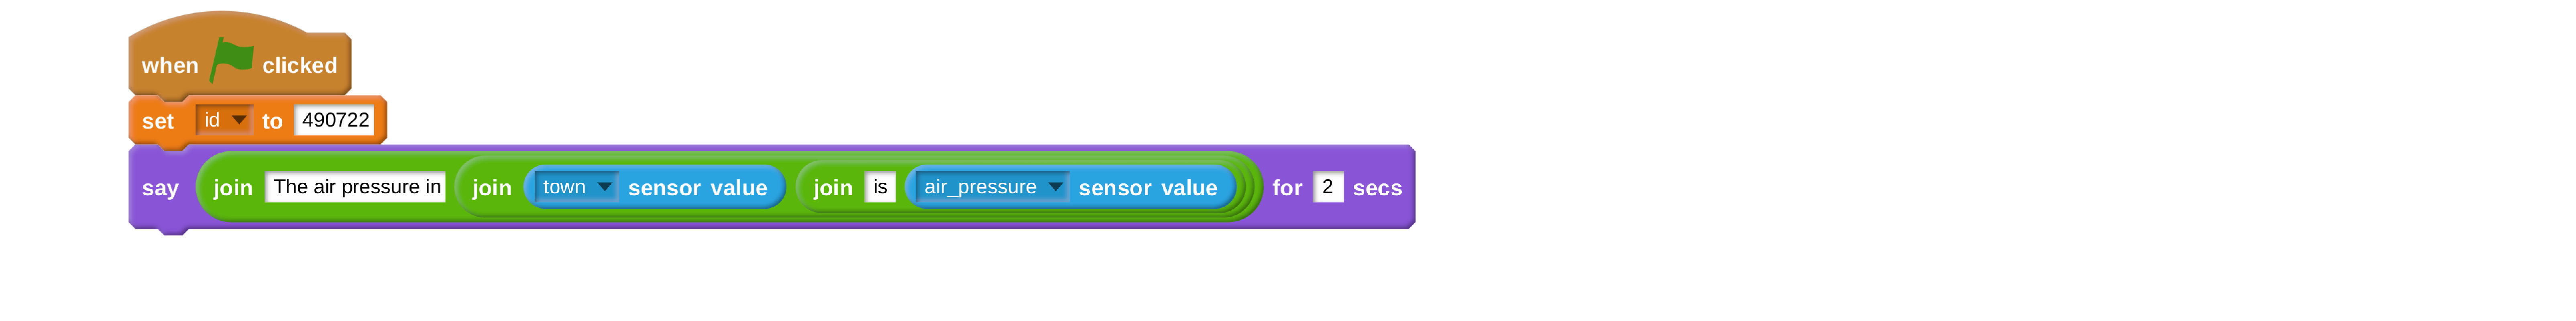 when clicked
set id to 490722
say join The air pressure in join town sensor value join is air_pressure sensor value for 2 secs